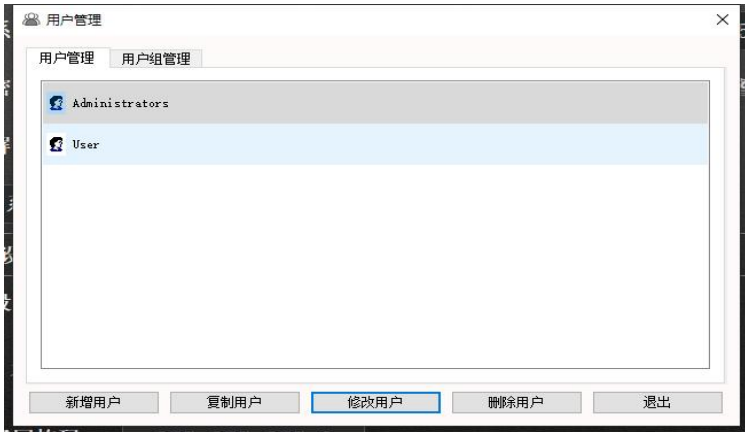 用户管理
用户管理 用户组管理
Administrators
User
新增用户 复制用户 修改用户 删除用户 退出